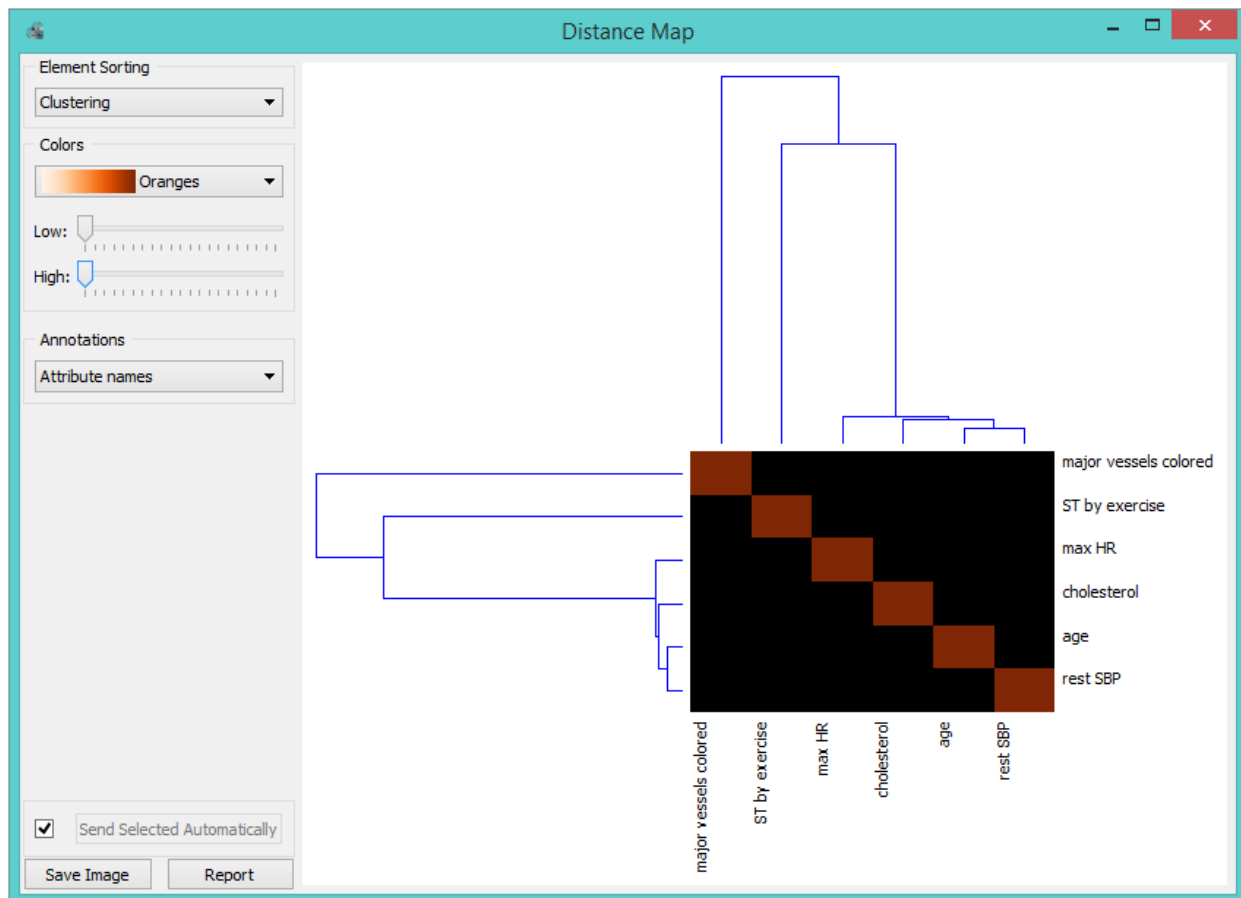 Distance Map
Element Sorting
Clustering
Colors
Oranges
Low:
High:
Annotations
Attribute names
Send Selected Automatically
Save Image
Report
major vessels colored
ST by exercise
max HR
cholesterol
age
rest SBP
major vessels colored
ST by exercise
max HR
cholesterol
age
rest SBP